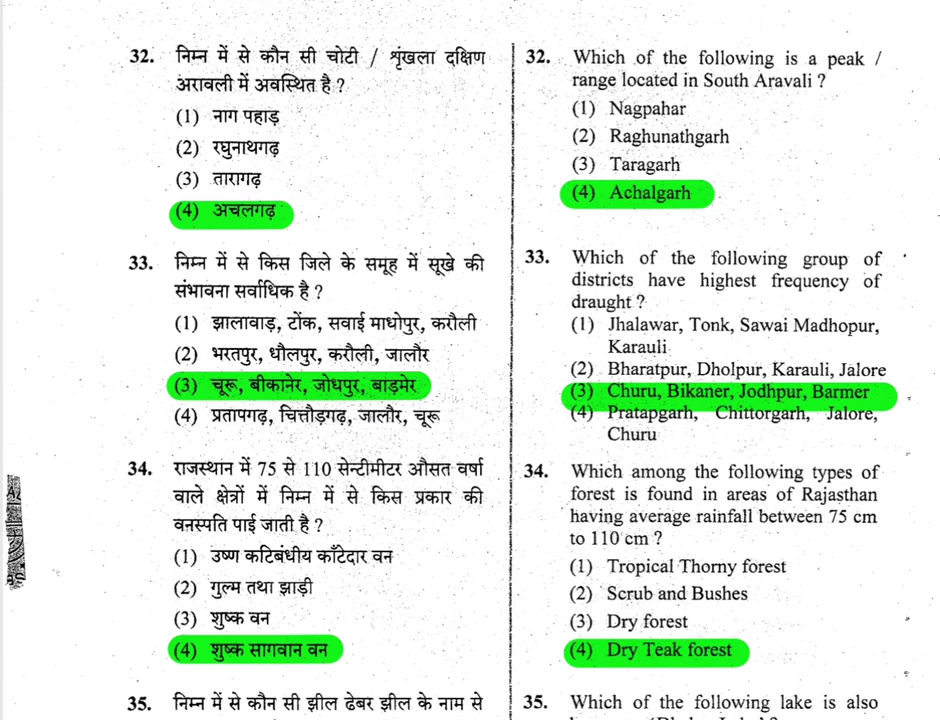 32. निम्न में से कौन सी चोटी / श्रृंखला दक्षिण
अरावली में अवस्थित है ?
(1) नाग पहाड़
(2) रघुनाथगढ़
(3) तारागढ़
(4) अचलगढ़
33. निम्न में से किस जिले के समूह में सूखे की
संभावना सर्वाधिक है ?
(1) झालावाड़, टोंक, सवाई माधोपुर, करौली
(2) भरतपुर, धौलपुर, करौली, जालौर
(3) चूरू, बीकानेर, जोधपुर, बाड़मेर
(4) प्रतापगढ़, चित्तौड़गढ़, जालौर, चूरू
34. राजस्थान में 75 से 110 सेन्टीमीटर औसत वर्षा
वाले क्षेत्रों में निम्न में से किस प्रकार की
वनस्पति पाई जाती है ?
(1) उष्ण कटिबंधीय काँटेदार वन
(2) गुल्म तथा झाड़ी
(3) शुष्क वन
(4) शुष्क सागवान वन
35. निम्न में से कौन सी झील ढेबर झील के नाम से
32. Which of the following is a peak /
range located in South Aravali ?
(1) Nagpahar
(2) Raghunathgarh
(3) Taragarh
(4) Achalgarh
33. Which of the following group of
districts have highest frequency of
draught ?
(1) Jhalawar, Tonk, Sawai Madhopur,
Karauli
(2) Bharatpur, Dholpur, Karauli, Jalore
(3) Churu, Bikaner, Jodhpur, Barmer
(4) Pratapgarh, Chittorgarh, Jalore,
Churu
34. Which among the following types of
forest is found in areas of Rajasthan
having average rainfall between 75 cm
to 110 cm ?
(1) Tropical Thorny forest
(2) Scrub and Bushes
(3) Dry forest
(4) Dry Teak forest
35. Which of the following lake is also